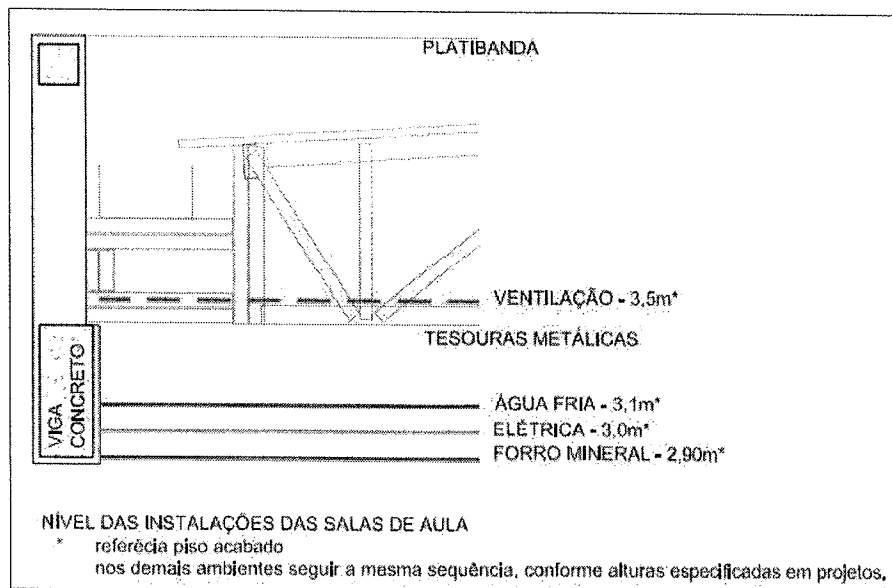 PLATIBANDA
VENTILAÇÃO - 3,5m*
TESOURAS METÁLICAS
VIGA
CONCRETO
ÁGUA FRIA - 3,1m*
ELÉTRICA - 3,0m*
FORRO MINERAL - 2,90m*
NÍVEL DAS INSTALAÇÕES DAS SALAS DE AULA
* referêcia piso acabado
nos demais ambientes seguir a mesma sequência, conforme alturas especificadas em projetos.